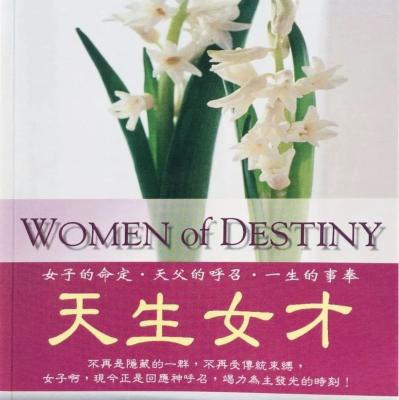 WOMEN of DESTINY
女子的命定·天父的呼召·一生的事奉
天生女才
不再是隱藏的一群，不再受傳統束縛，
女子啊，現今正是回應神呼召，竭力為主發光的時刻！